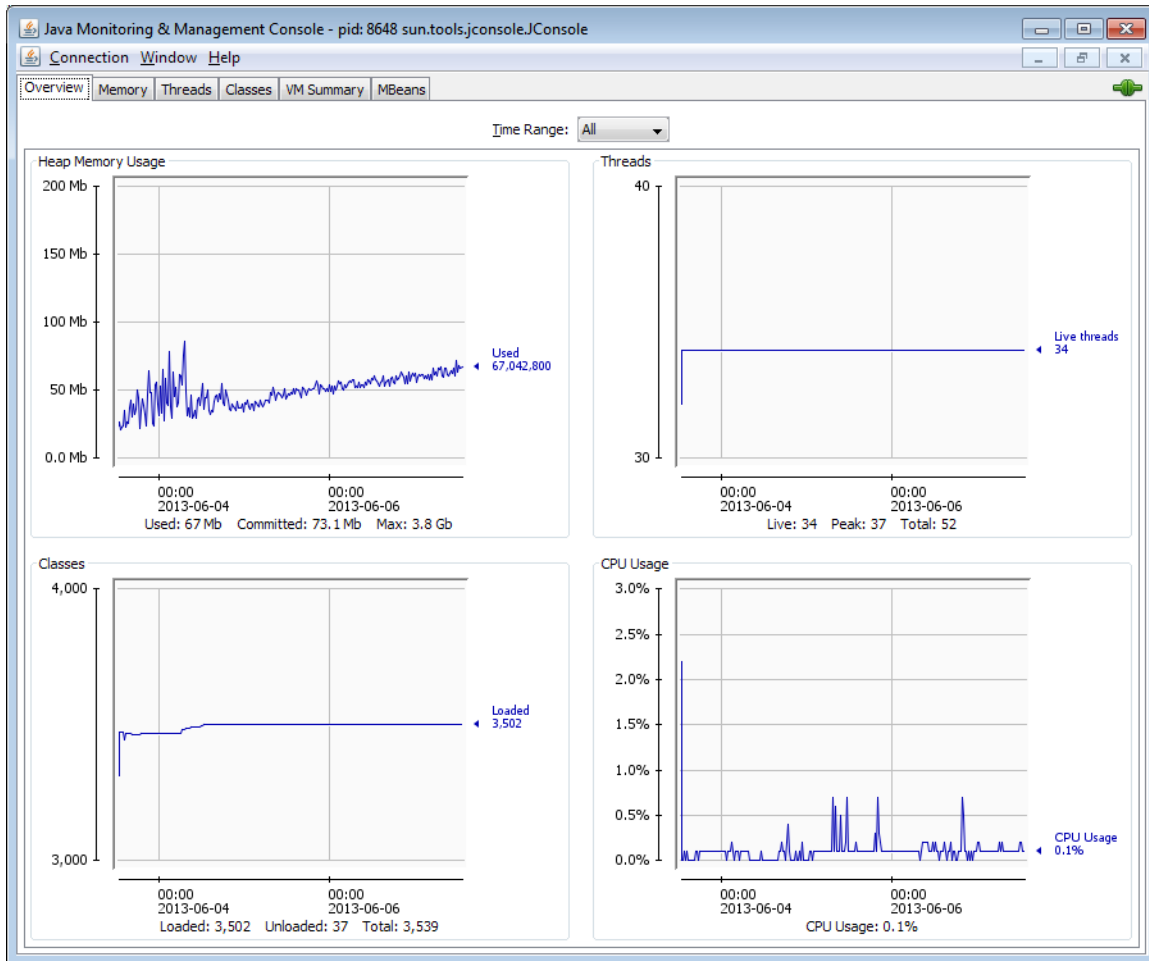 Java Monitoring & Management Console - pid: 8648 sun.tools.jconsole.JConsole
Connection Window Help
Overview Memory Threads Classes VM Summary MBeans
Time Range: All
Heap Memory Usage
200 Mb
150 Mb
100 Mb
50 Mb
0.0 Mb
Used
67,042,800
00:00
2013-06-04
00:00
2013-06-06
Used: 67 Mb Committed: 73.1 Mb Max: 3.8 Gb
Threads
40
30
Live threads
34
00:00
2013-06-04
00:00
2013-06-06
Live: 34 Peak: 37 Total: 52
Classes
4,000
3,000
Loaded
3,502
00:00
2013-06-04
00:00
2013-06-06
Loaded: 3,502 Unloaded: 37 Total: 3,539
CPU Usage
3.0%
2.5%
2.0%
1.5%
1.0%
0.5%
0.0%
CPU Usage
0.1%
00:00
2013-06-04
00:00
2013-06-06
CPU Usage: 0.1%